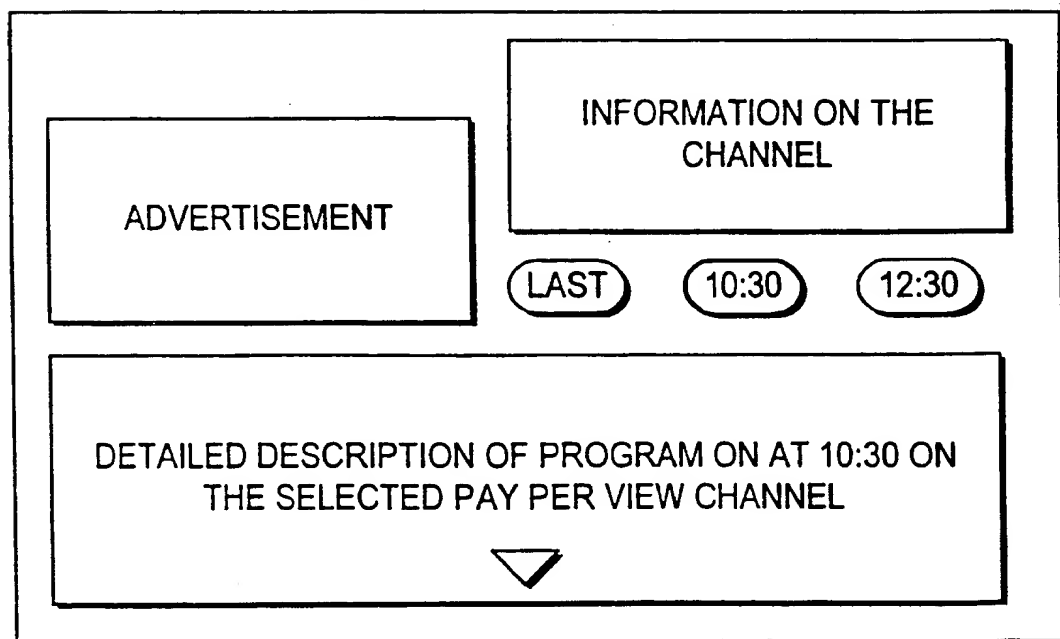 INFORMATION ON THE
CHANNEL
ADVERTISEMENT
LAST
10:30
12:30
DETAILED DESCRIPTION OF PROGRAM ON AT 10:30 ON
THE SELECTED PAY PER VIEW CHANNEL